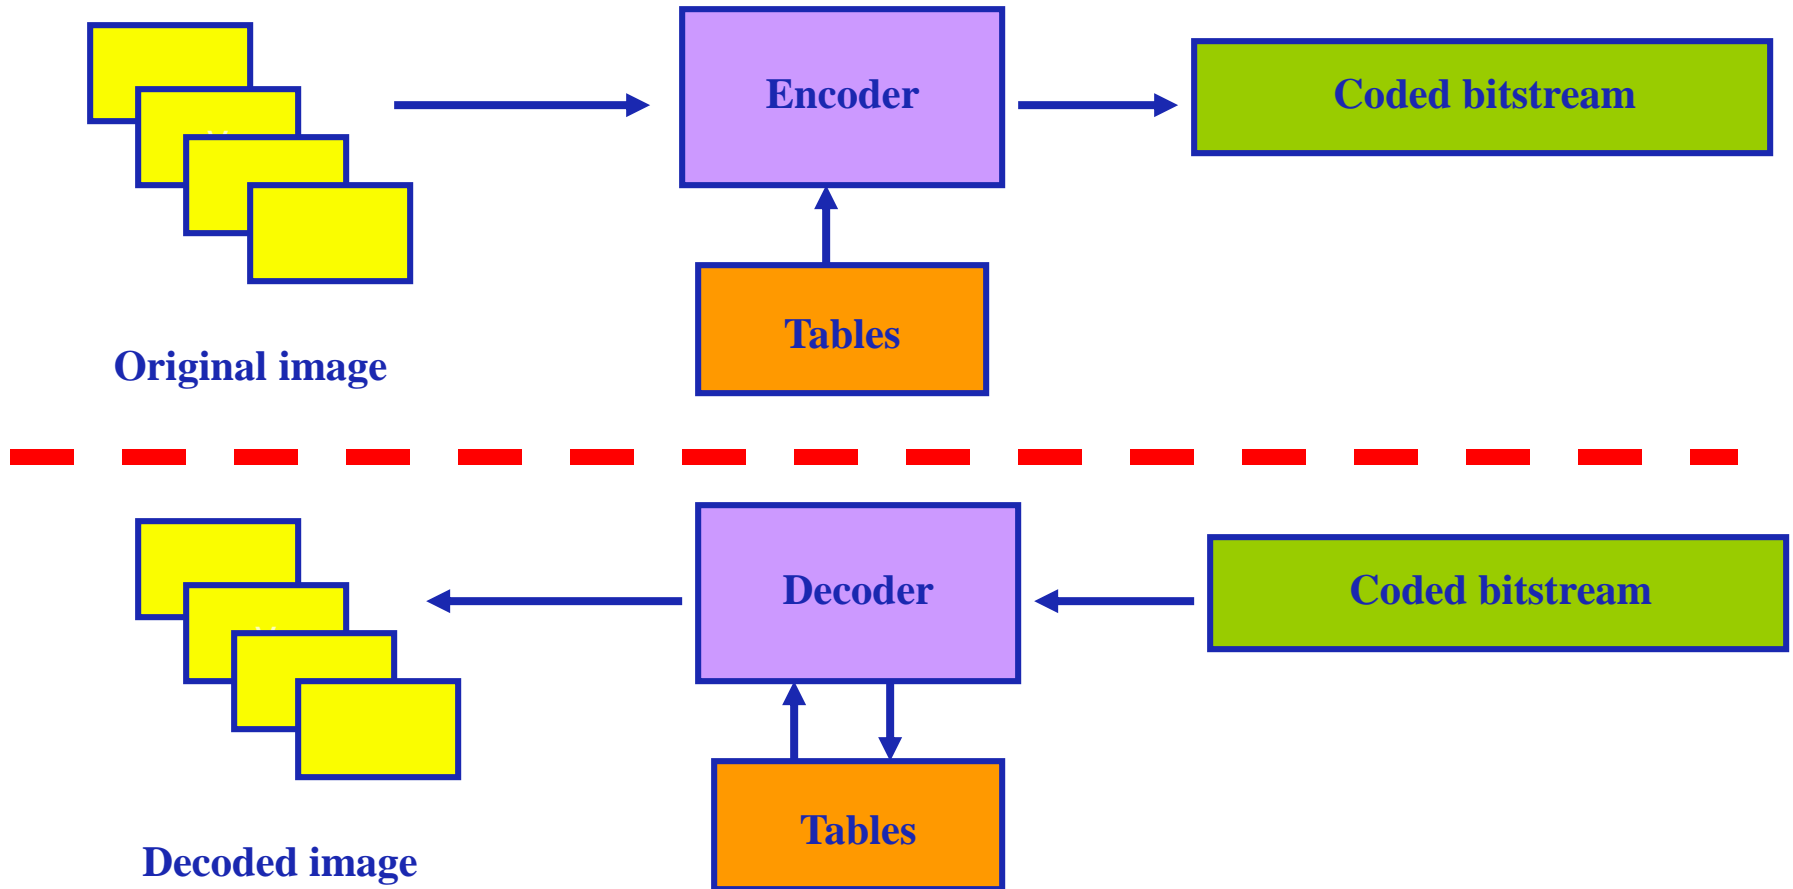 Encoder
Coded bitstream
Tables
Original image
Decoder
Coded bitstream
Tables
Decoded image